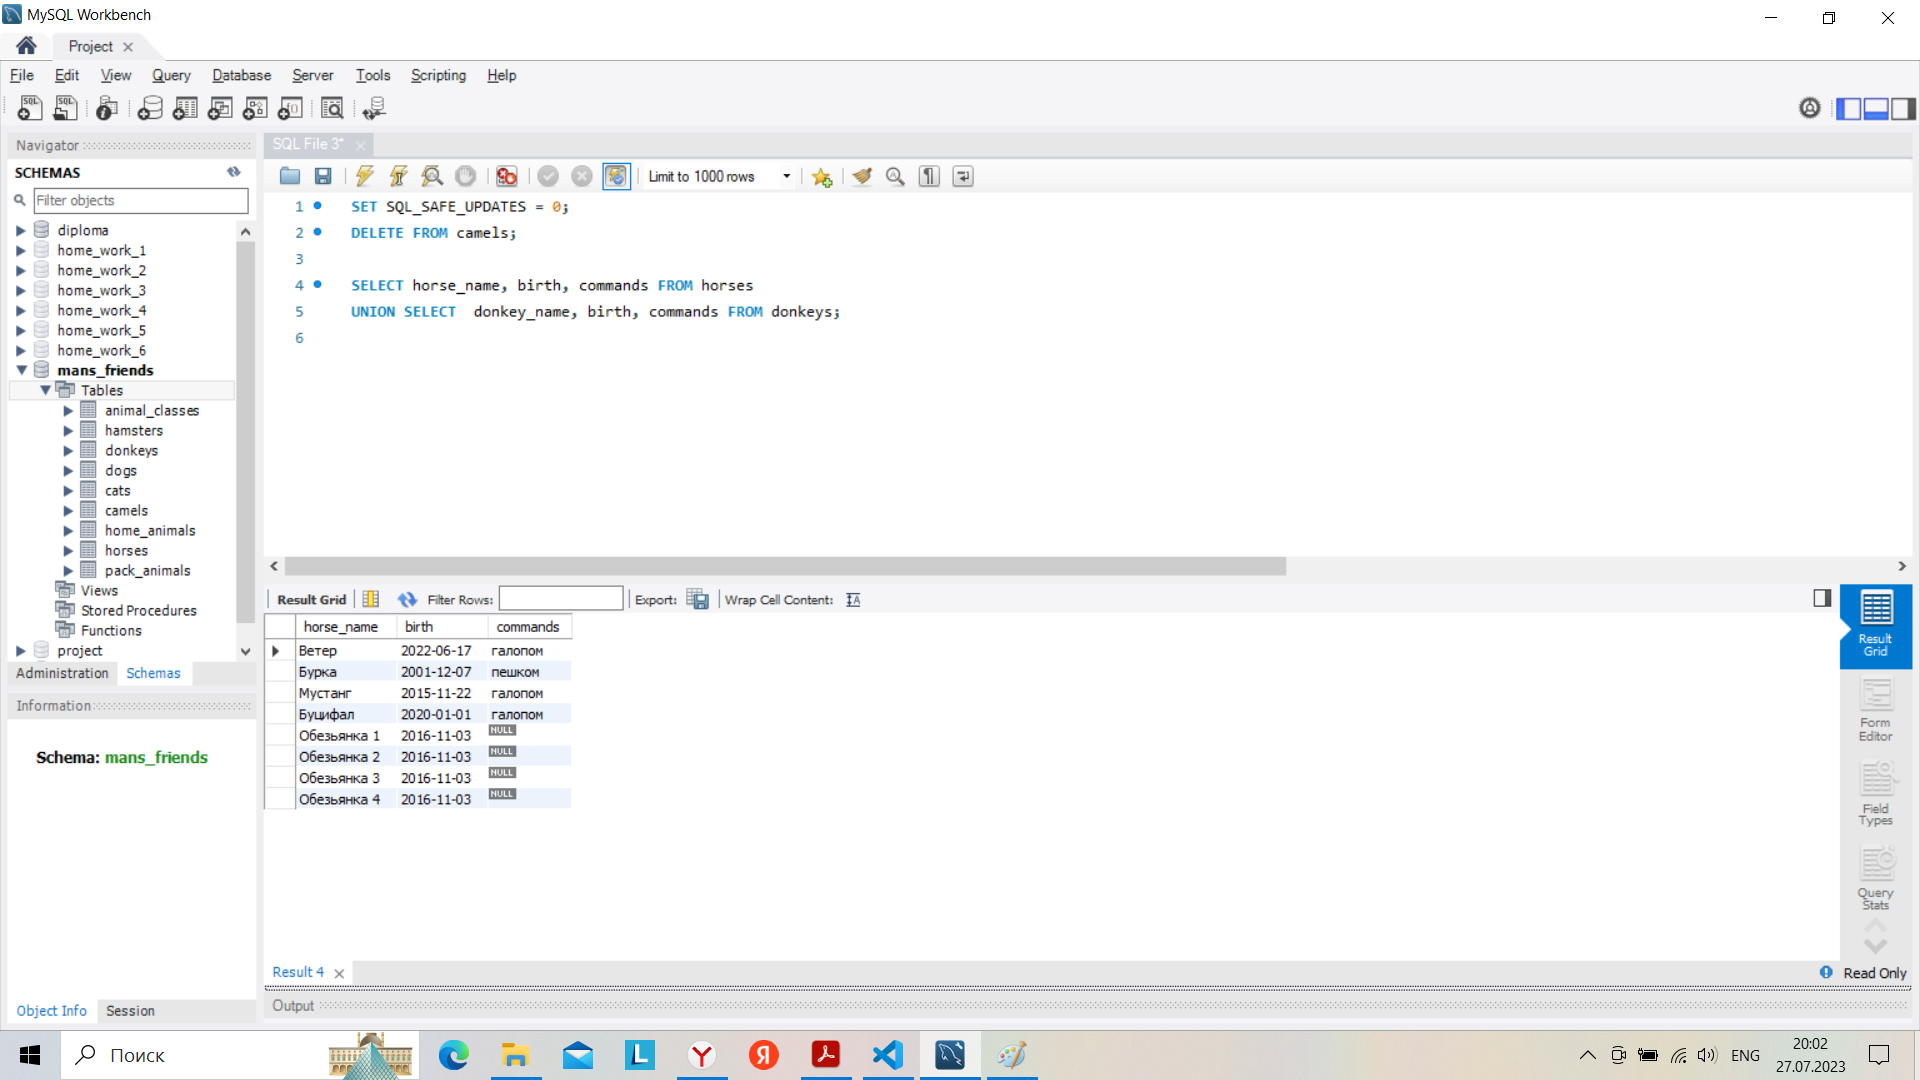 MySQL Workbench
Project
File Edit View Query Database Server Tools Scripting Help
Navigator
SCHEMAS
Filter objects
diploma
home_work_1
home_work_2
home_work_3
home_work_4
home_work_5
home_work_6
mans_friends
Tables
animal_classes
hamsters
donkeys
dogs
cats
camels
home_animals
horses
pack_animals
Views
Stored Procedures
Functions
project
Administration Schemas
Information
Schema: mans_friends
Object Info Session
SQL File 3*
Limit to 1000 rows
1 SET SQL_SAFE_UPDATES = 0;
2 DELETE FROM camels;
3
4 SELECT horse_name, birth, commands FROM horses
5 UNION SELECT donkey_name, birth, commands FROM donkeys;
6
Result Grid Filter Rows: Export: Wrap Cell Content:
horse_name birth commands
Ветер 2022-06-17 галопом
Бурка 2001-12-07 пешком
Мустанг 2015-11-22 галопом
Буцифал 2020-01-01 галопом
Обезьянка 1 2016-11-03 NULL
Обезьянка 2 2016-11-03 NULL
Обезьянка 3 2016-11-03 NULL
Обезьянка 4 2016-11-03 NULL
Result Grid
Form Editor
Field Types
Query Stats
Result 4
Read Only
Output
Поиск
ENG
20:02
27.07.2023